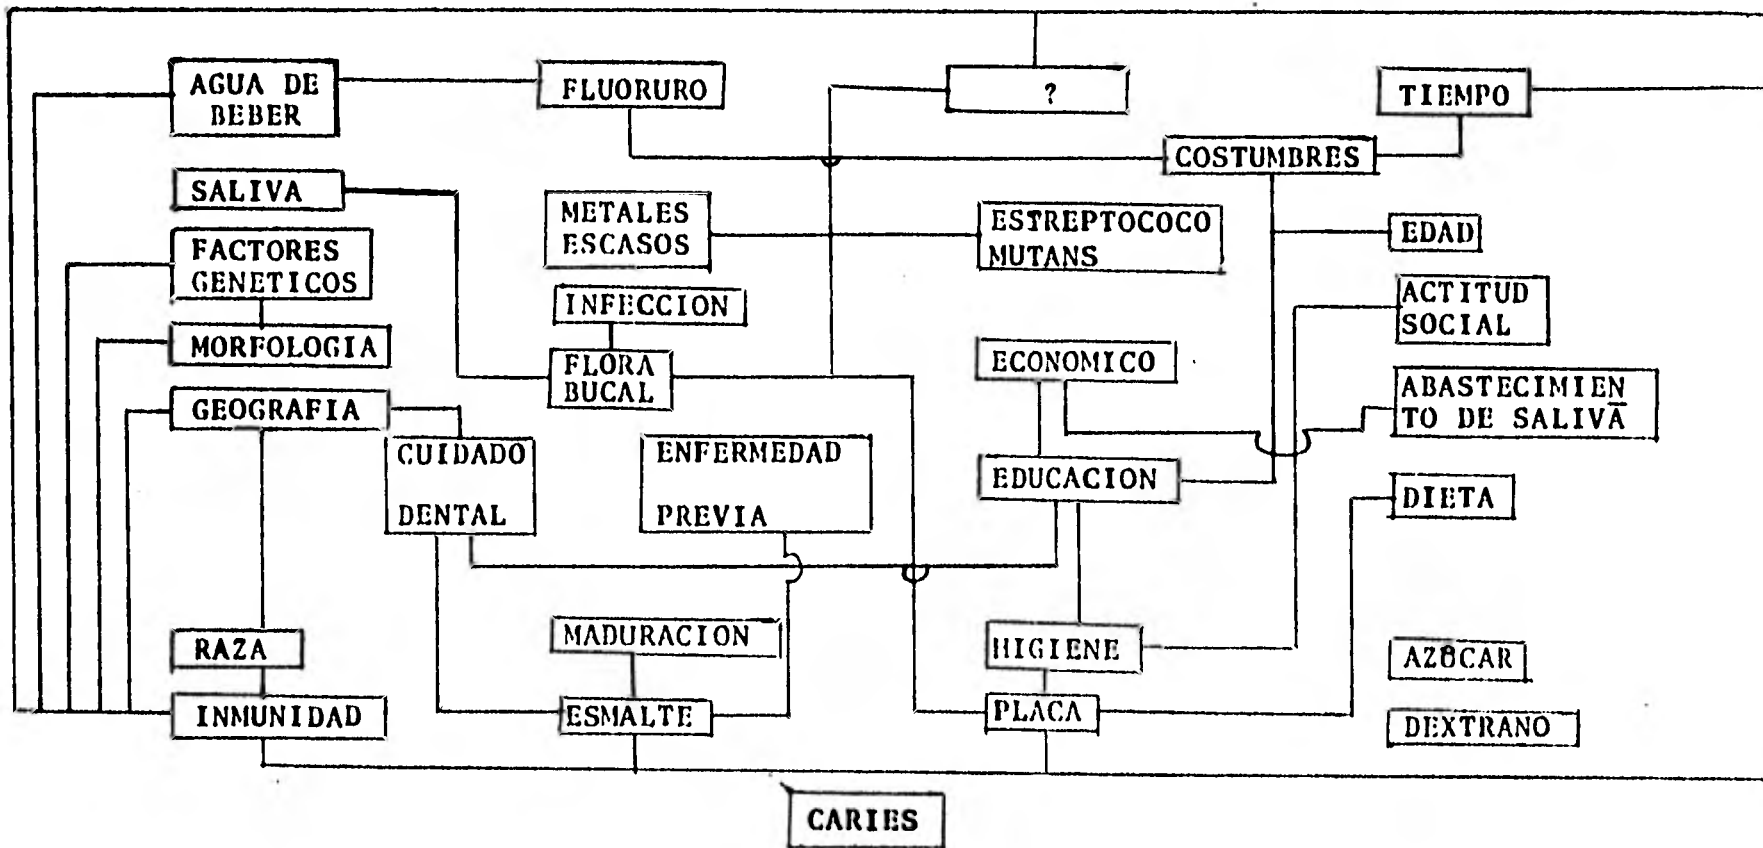 AGUA DE
BEBER
FLUORURO
?
TIEMPO
COSTUMBRES
SALIVA
METALES
ESCASOS
ESTREPTOCOCO
MUTANS
EDAD
FACTORES
GENETICOS
INFECCION
ACTITUD
SOCIAL
MORFOLOGIA
FLORA
BUCAL
ECONOMICO
ABASTECIMIEN
TO DE SALIVA
GEOGRAFIA
CUIDADO
DENTAL
ENFERMEDAD
PREVIA
EDUCACION
DIETA
RAZA
MADURACION
HIGIENE
AZUCAR
INMUNIDAD
ESMALTE
PLACA
DEXTRANO
CARIES